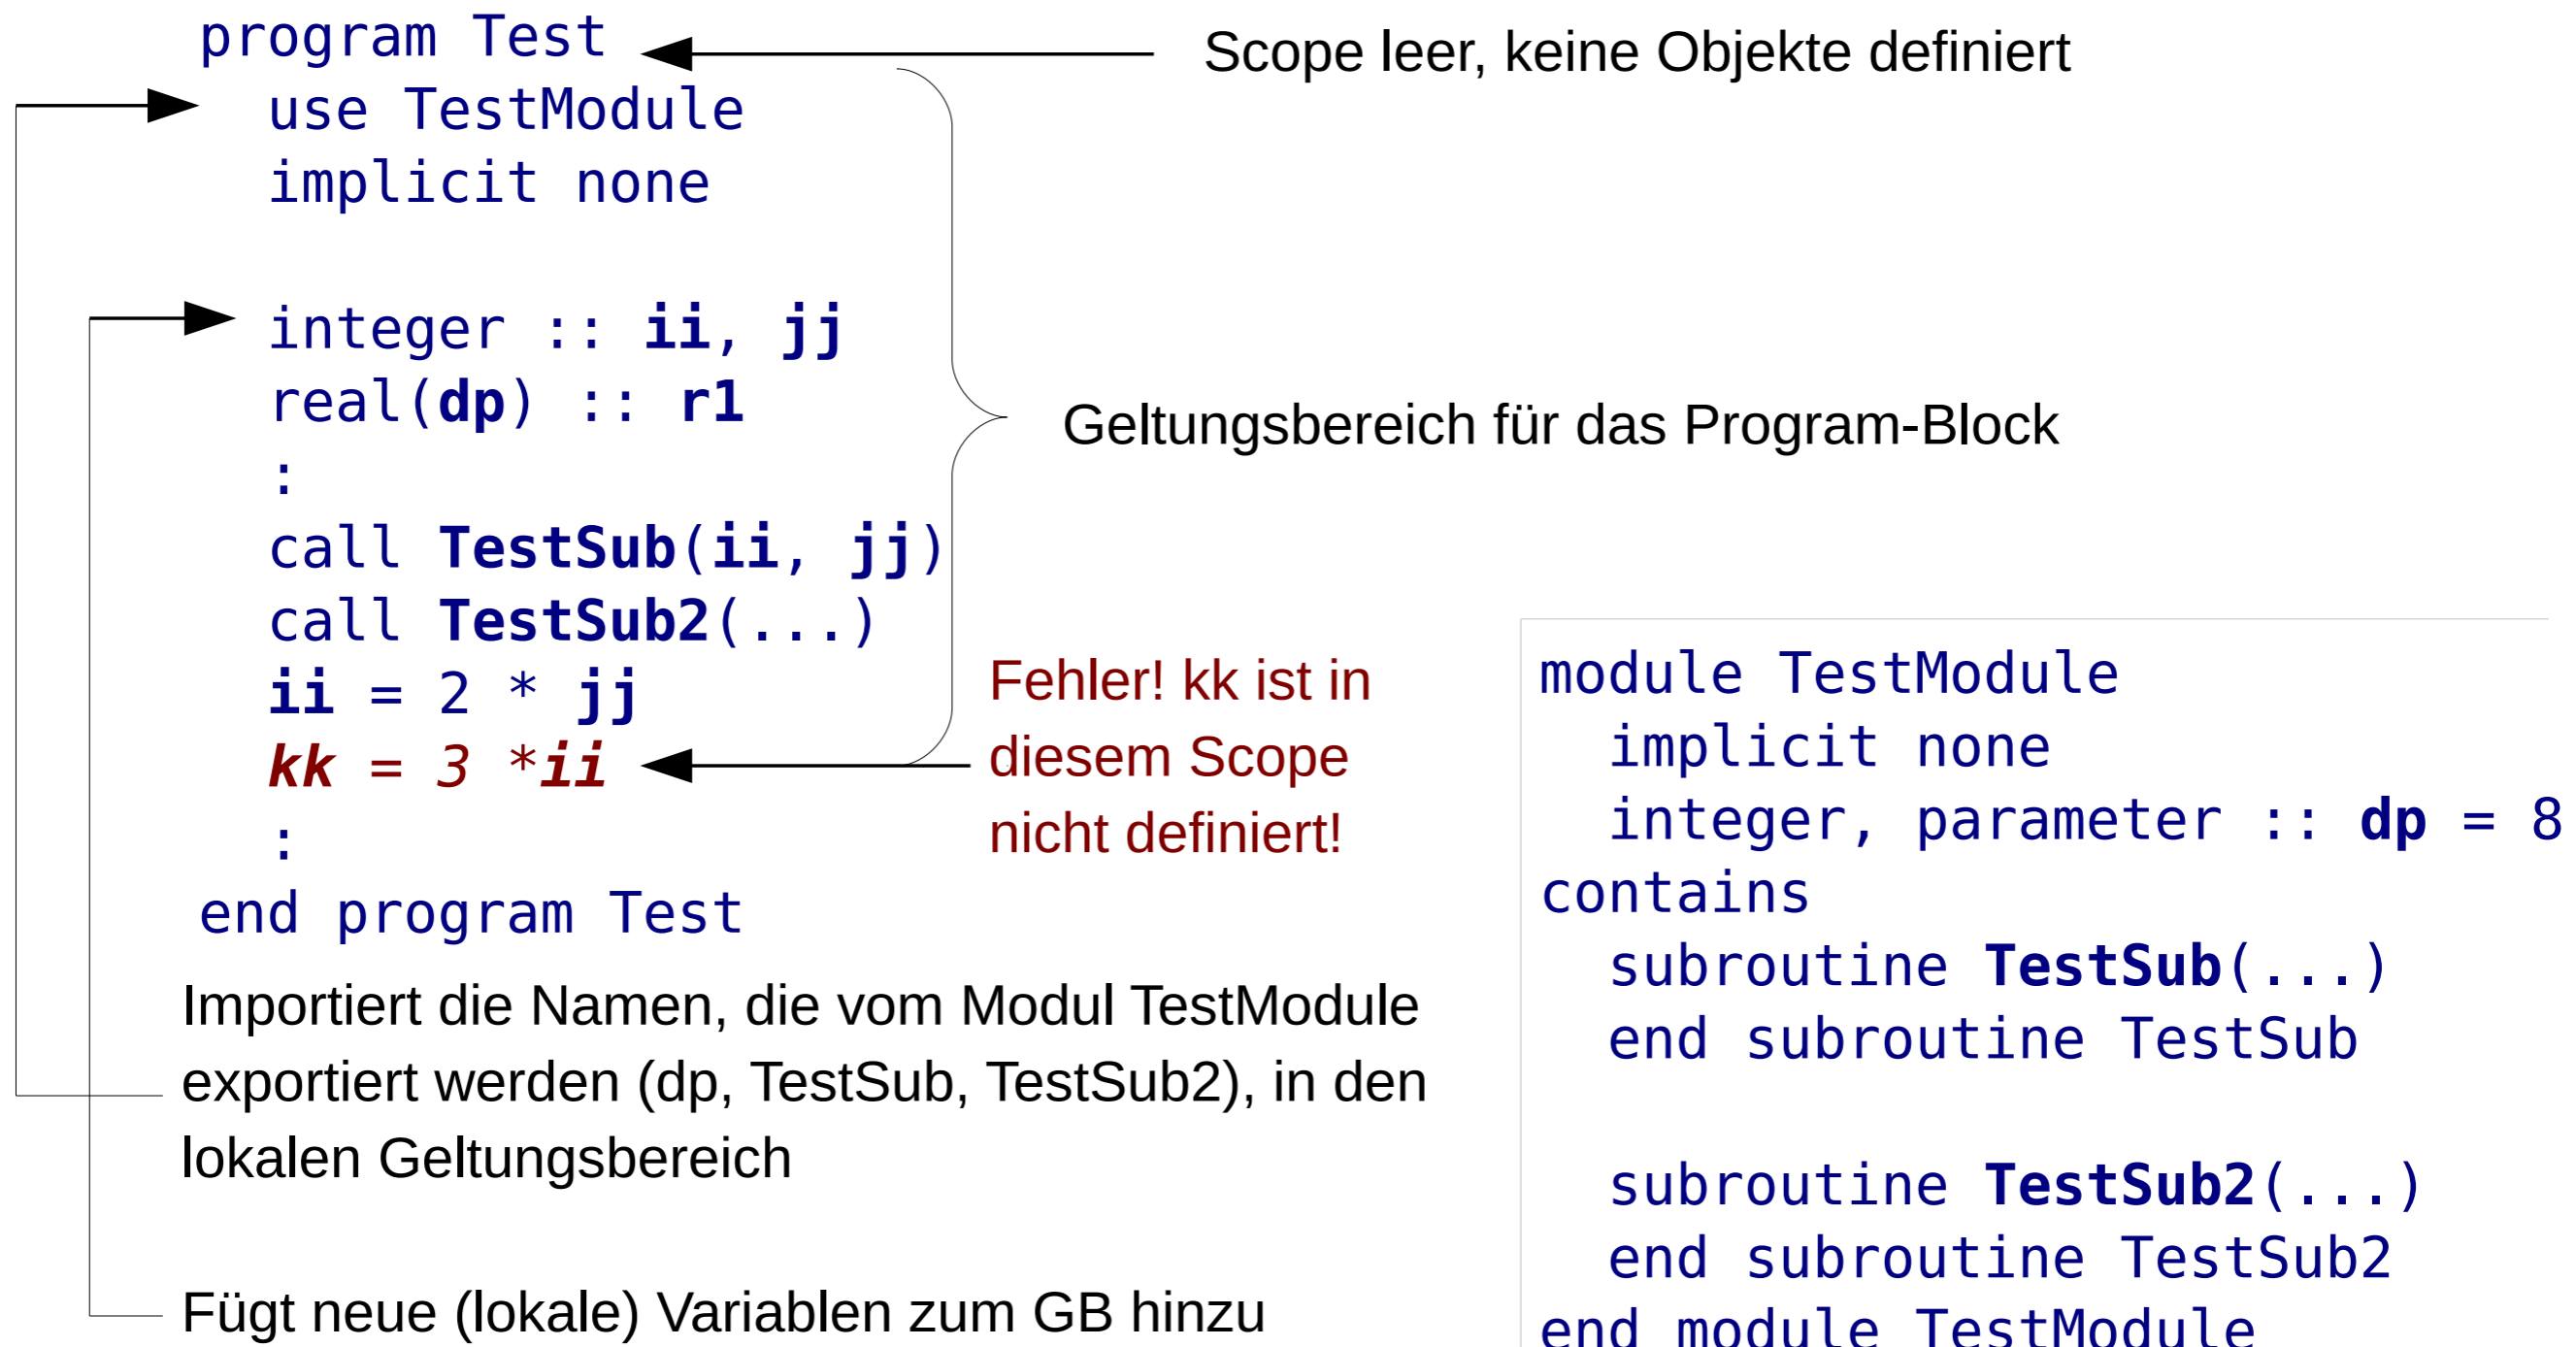 program Test
Scope leer, keine Objekte definiert
use TestModule
implicit none
integer :: ii, jj
real(dp) :: r1
Geltungsbereich für das Program-Block
:
call TestSub(ii, jj)
call TestSub2(...)
ii = 2 * jj
kk = 3 *ii
:
end program Test
Fehler! kk ist in
diesem Scope
nicht definiert!
Importiert die Namen, die vom Modul TestModule
exportiert werden (dp, TestSub, TestSub2), in den
lokalen Geltungsbereich
Fügt neue (lokale) Variablen zum GB hinzu
module TestModule
implicit none
integer, parameter :: dp = 8
contains
subroutine TestSub(...)
end subroutine TestSub
subroutine TestSub2(...)
end subroutine TestSub2
end module TestModule